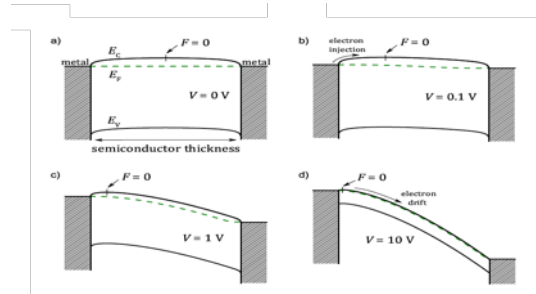 a)
F = 0
E_C
metal
metal
E_F
V = 0 V
E_V
semiconductor thickness
b)
electron
injection
F = 0
V = 0.1 V
c)
F = 0
V = 1 V
d)
F = 0
electron
drift
V = 10 V